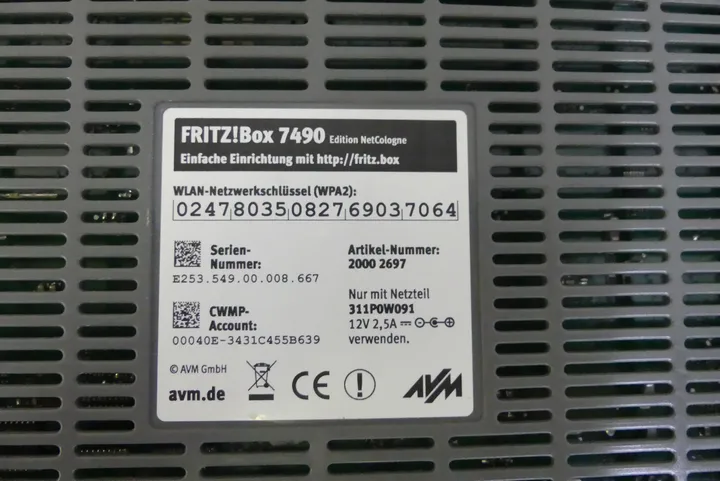 FRITZ!Box 7490 Edition NetCologne
Einfache Einrichtung mit http://fritz.box
WLAN-Netzwerkschlüssel (WPA2):
02478035082769037064
Serien-
Nummer:
E253.549.00.008.667
CWMP-
Account:
00040E-3431C455B639
Artikel-Nummer:
2000 2697
Nur mit Netzteil
311P0W091
12V 2,5A
verwenden.
© AVM GmbH
avm.de
CE
AVM